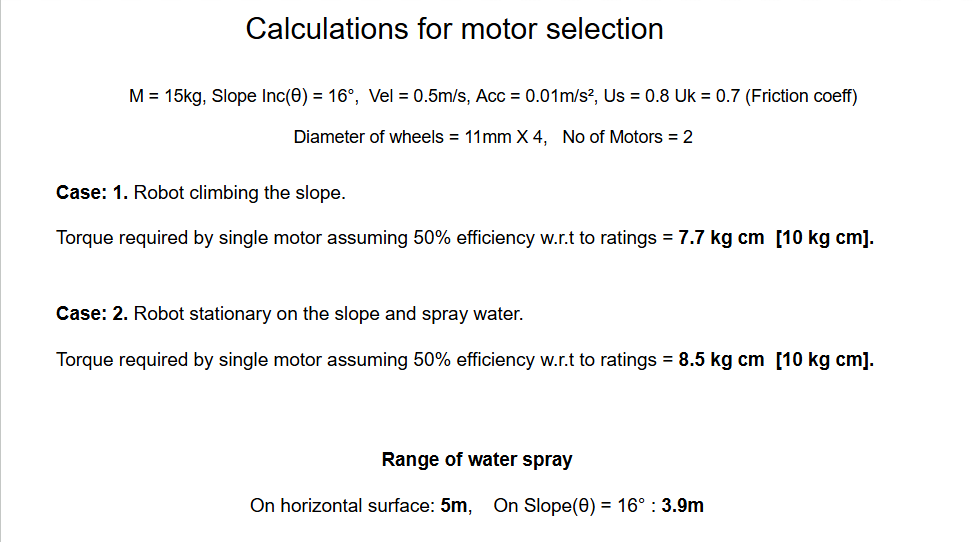 Calculations for motor selection
M = 15kg, Slope Inc(θ) = 16°, Vel = 0.5m/s, Acc = 0.01m/s², Us = 0.8 Uk = 0.7 (Friction coeff)
Diameter of wheels = 11mm X 4, No of Motors = 2
Case: 1. Robot climbing the slope.
Torque required by single motor assuming 50% efficiency w.r.t to ratings = 7.7 kg cm [10 kg cm].
Case: 2. Robot stationary on the slope and spray water.
Torque required by single motor assuming 50% efficiency w.r.t to ratings = 8.5 kg cm [10 kg cm].
Range of water spray
On horizontal surface: 5m, On Slope(θ) = 16° : 3.9m